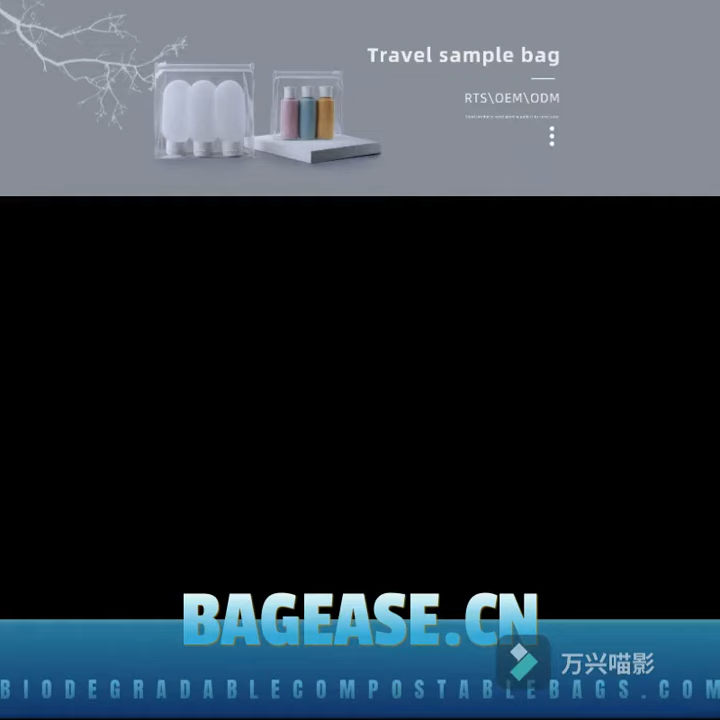 Travel sample bag
RTS\OEM\ODM
BAGEASE.CN
万兴喵影
BIODEGRADABLECOMPOSTABLEBAGS.COM